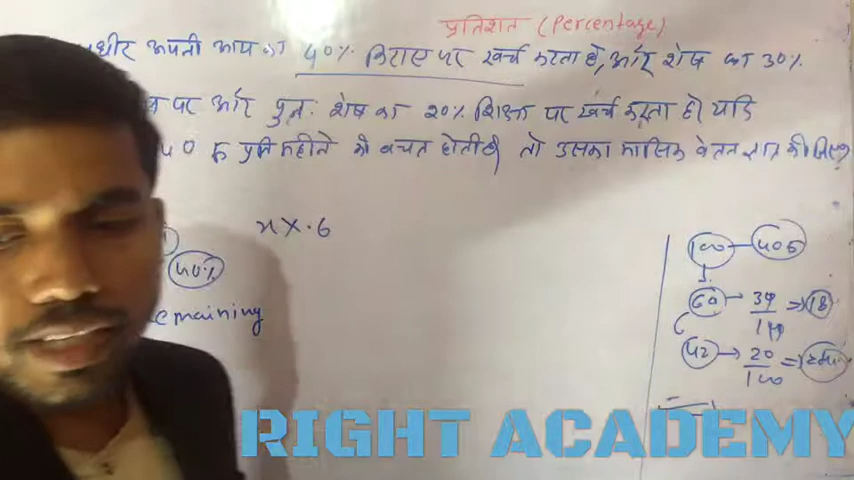 प्रतिशत (Percentage)
अपनी आय का 40% किराए पर खर्च करता है, और शेष का 30%
पर और पुनः शेष का 20% शिक्षा पर खर्च करता है यदि
40 रू प्रति महीने की बचत होती है तो उसका मासिक वेतन ज्ञात कीजिए?
x × .6
40%
emaining
100 — 40%
60 → 30/100 ⇒ 18
42 → 20/100 ⇒
RIGHT ACADEMY